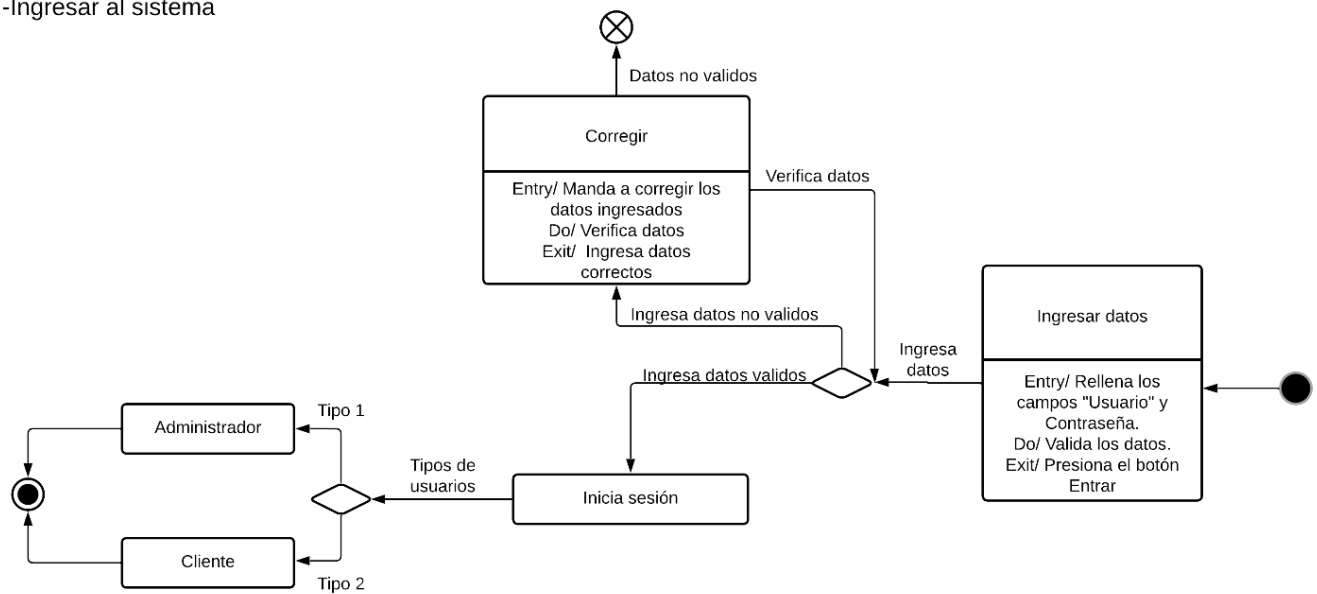 -Ingresar al sistema
Datos no validos
Corregir
Entry/ Manda a corregir los
datos ingresados
Do/ Verifica datos
Exit/ Ingresa datos
correctos
Verifica datos
Ingresa datos no validos
Ingresa datos validos
Ingresa
datos
Ingresar datos
Entry/ Rellena los
campos "Usuario" y
Contraseña.
Do/ Valida los datos.
Exit/ Presiona el botón
Entrar
Inicia sesión
Tipos de
usuarios
Tipo 1
Administrador
Cliente
Tipo 2